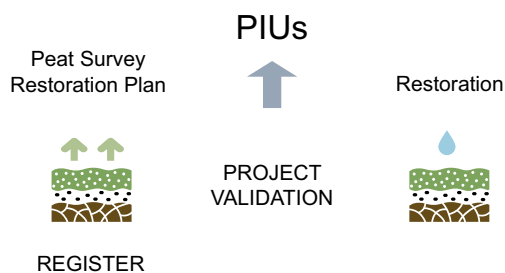 PIUs
Peat Survey
Restoration Plan
Restoration
PROJECT
VALIDATION
REGISTER